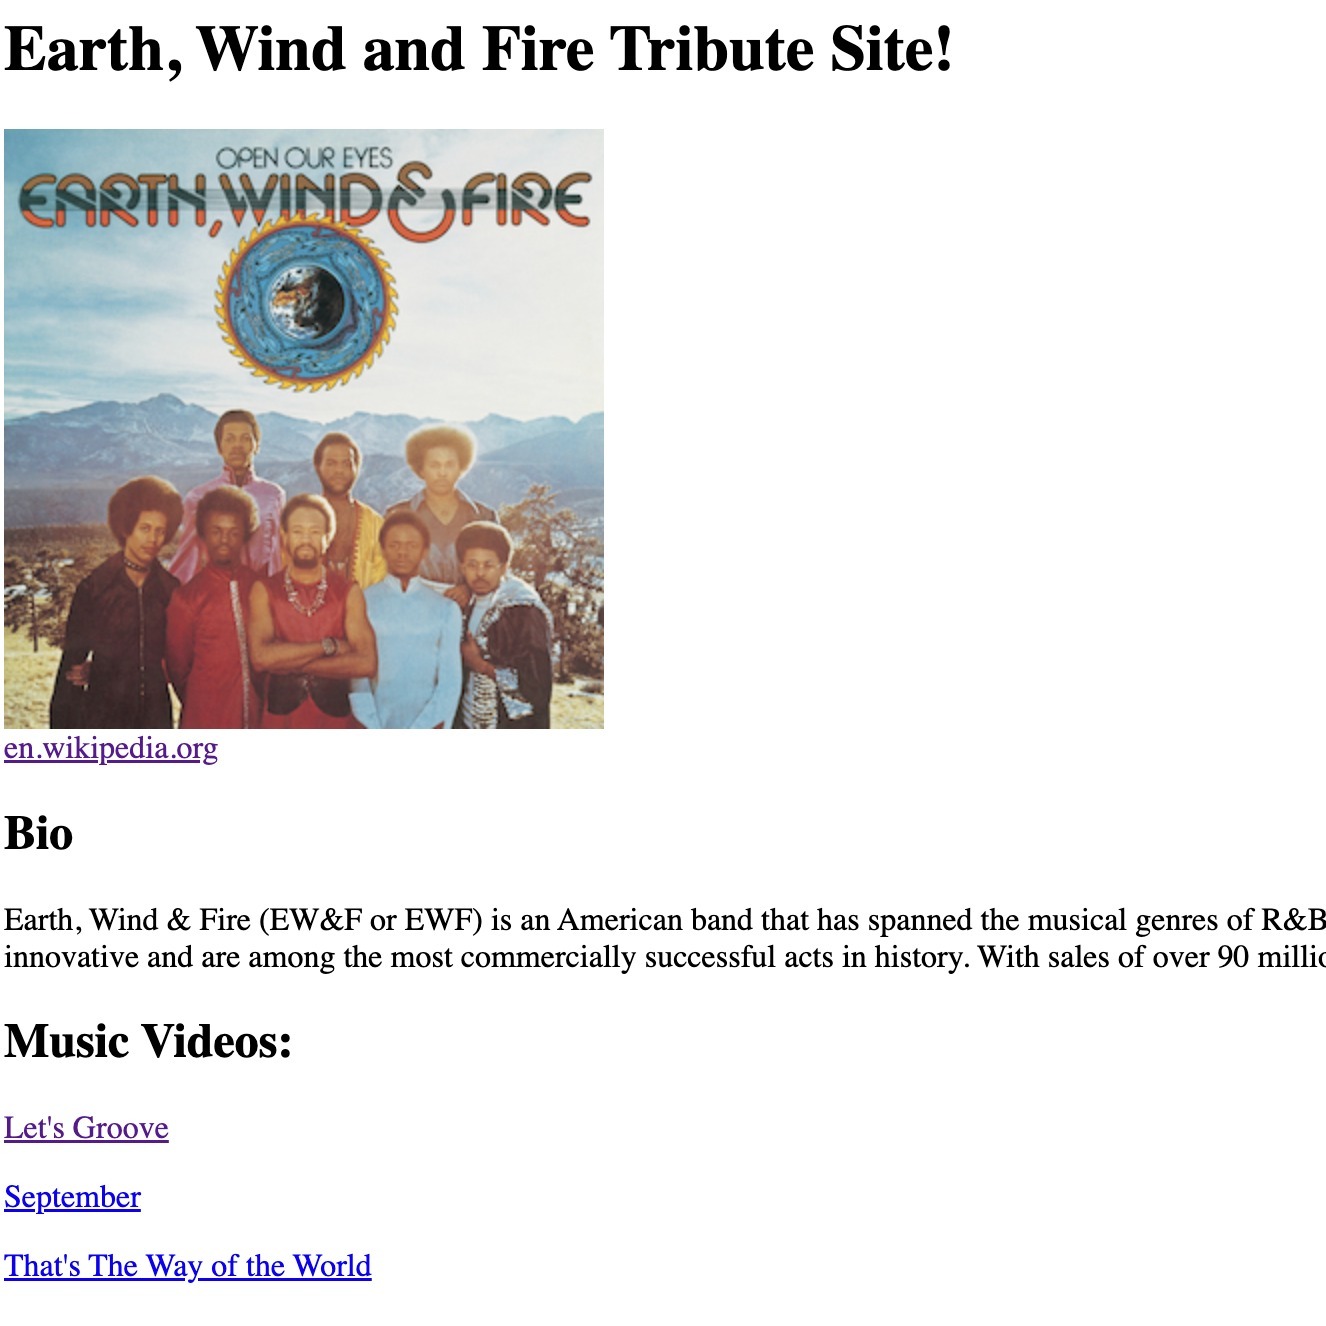 Earth, Wind and Fire Tribute Site!
OPEN OUR EYES
EARTH, WIND & FIRE
en.wikipedia.org
Bio
Earth, Wind & Fire (EW&F or EWF) is an American band that has spanned the musical genres of R&B
innovative and are among the most commercially successful acts in history. With sales of over 90
Music Videos:
Let's Groove
September
That's The Way of the World